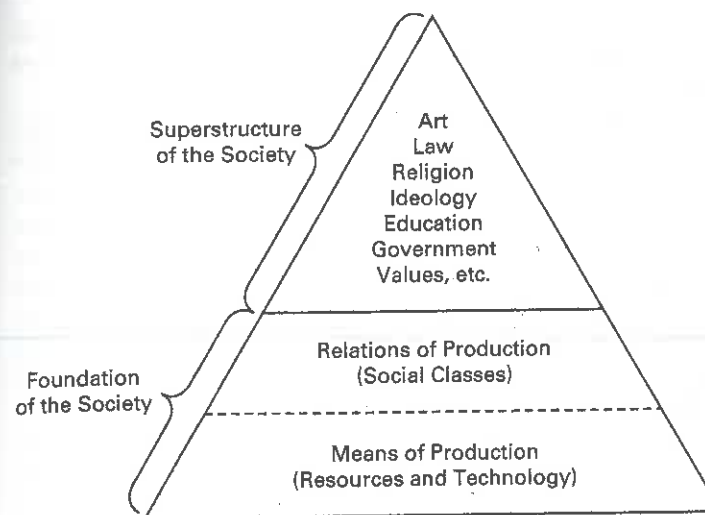 Superstructure
of the Society
Art
Law
Religion
Ideology
Education
Government
Values, etc.
Foundation
of the Society
Relations of Production
(Social Classes)
Means of Production
(Resources and Technology)